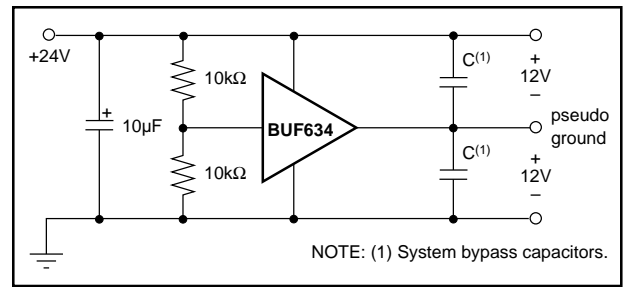 +24V
10kΩ
C(1)
+
12V
–
+
10µF
BUF634
pseudo
ground
10kΩ
C(1)
+
12V
–
NOTE: (1) System bypass capacitors.